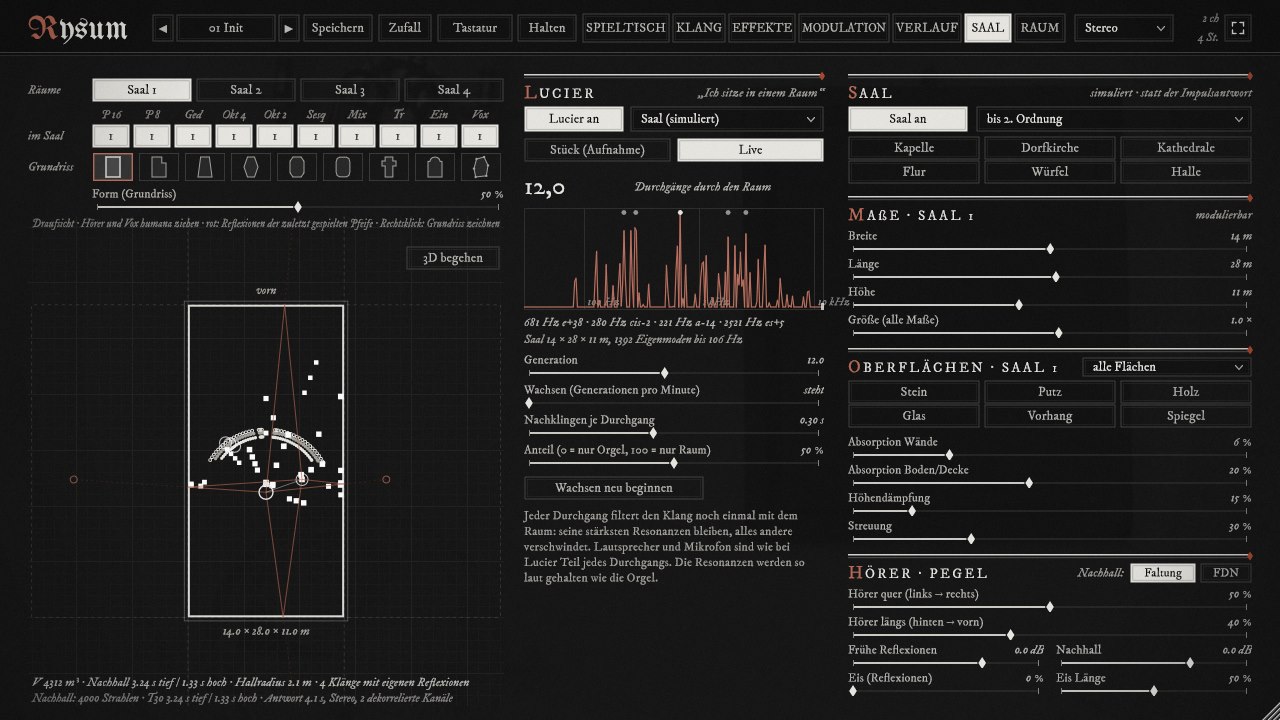 Rysum
◀ 01 Init ▶ Speichern Zufall Tastatur Halten SPIELTISCH KLANG EFFEKTE MODULATION VERLAUF SAAL RAUM Stereo
2 ch
4 St.
Räume Saal 1 Saal 2 Saal 3 Saal 4
P 16 P 8 Ged Okt 4 Okt 2 Sesq Mix Tr Ein Vox
im Saal 1 1 1 1 1 1 1 1 1 1
Grundriss
Form (Grundriss) 50 %
Draufsicht · Hörer und Vox humana ziehen · rot: Reflexionen der zuletzt gespielten Pfeife · Rechtsklick: Grundriss zeichnen
3D begehen
vorn
14.0 × 28.0 × 11.0 m
V 4312 m³ · Nachhall 3.24 s tief / 1.33 s hoch · Hallradius 2.1 m · 4 Klänge mit eigenen Reflexionen
Nachhall: 4000 Strahlen · T30 3.24 s tief / 1.33 s hoch · Antwort 4.1 s, Stereo, 2 dekorrelierte Kanäle
LUCIER „Ich sitze in einem Raum“
Lucier an Saal (simuliert)
Stück (Aufnahme) Live
12,0 Durchgänge durch den Raum
100 Hz 1 kHz 10 kHz
681 Hz e+38 · 280 Hz cis-2 · 221 Hz a-14 · 2521 Hz es+5
Saal 14 × 28 × 11 m, 1392 Eigenmoden bis 106 Hz
Generation 12.0
Wachsen (Generationen pro Minute) steht
Nachklingen je Durchgang 0.30 s
Anteil (0 = nur Orgel, 100 = nur Raum) 50 %
Wachsen neu beginnen
Jeder Durchgang filtert den Klang noch einmal mit dem
Raum: seine stärksten Resonanzen bleiben, alles andere
verschwindet. Lautsprecher und Mikrofon sind wie bei
Lucier Teil jedes Durchgangs. Die Resonanzen werden so
laut gehalten wie die Orgel.
SAAL simuliert · statt der Impulsantwort
Saal an bis 2. Ordnung
Kapelle Dorfkirche Kathedrale
Flur Würfel Halle
MAßE · SAAL 1 modulierbar
Breite 14 m
Länge 28 m
Höhe 11 m
Größe (alle Maße) 1.0 ×
OBERFLÄCHEN · SAAL 1 alle Flächen
Stein Putz Holz
Glas Vorhang Spiegel
Absorption Wände 6 %
Absorption Boden/Decke 20 %
Höhendämpfung 15 %
Streuung 30 %
HÖRER · PEGEL Nachhall: Faltung FDN
Hörer quer (links → rechts) 50 %
Hörer längs (hinten → vorn) 40 %
Frühe Reflexionen 0.0 dB Nachhall 0.0 dB
Eis (Reflexionen) 0 % Eis Länge 50 %